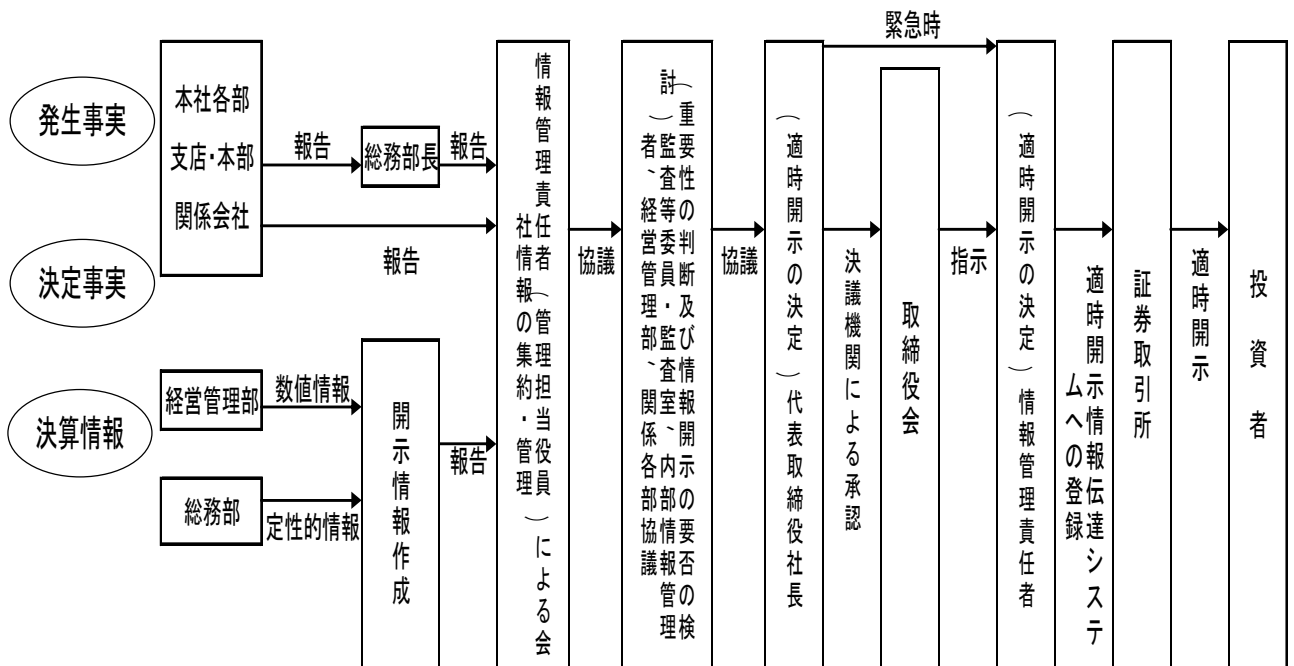 発生事実
決定事実
決算情報
本社各部
支店・本部
関係会社
報告
総務部長
報告
報告
経営管理部
数値情報
総務部
定性的情報
開示情報作成
報告
情報管理責任者（管理担当役員）による会
社情報の集約・管理
協議
（重要性の判断及び情報開示の要否の検
討）監査等委員・監査室、内部情報管理
者、経営管理部、関係各部協議
協議
（適時開示の決定）代表取締役社長
緊急時
決議機関による承認
取締役会
指示
（適時開示の決定）情報管理責任者
適時開示情報伝達システ
ムへの登録
証券取引所
適時開示
投資者